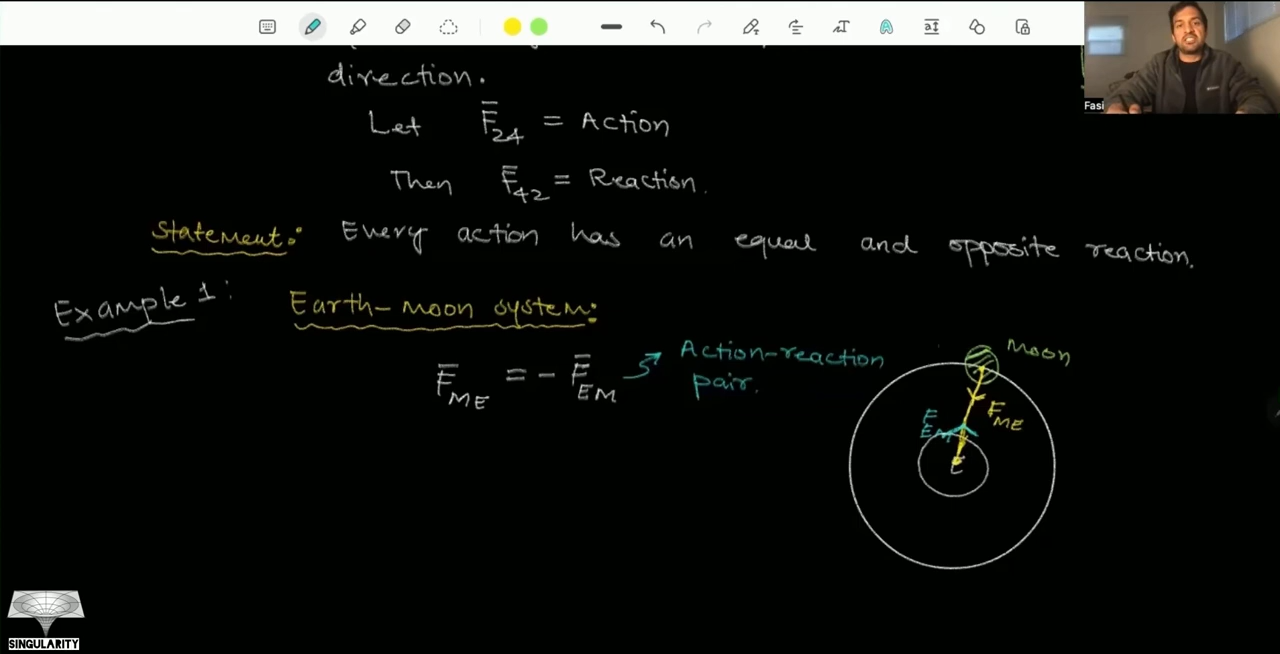 direction.
Let F̄24 = Action
Then F̄42 = Reaction.
Statement: Every action has an equal and opposite reaction.
Example 1: Earth-moon system:
F̄ME = - F̄EM Action-reaction
pair.
Moon
FME
FEM
E
Fasi
SINGULARITY